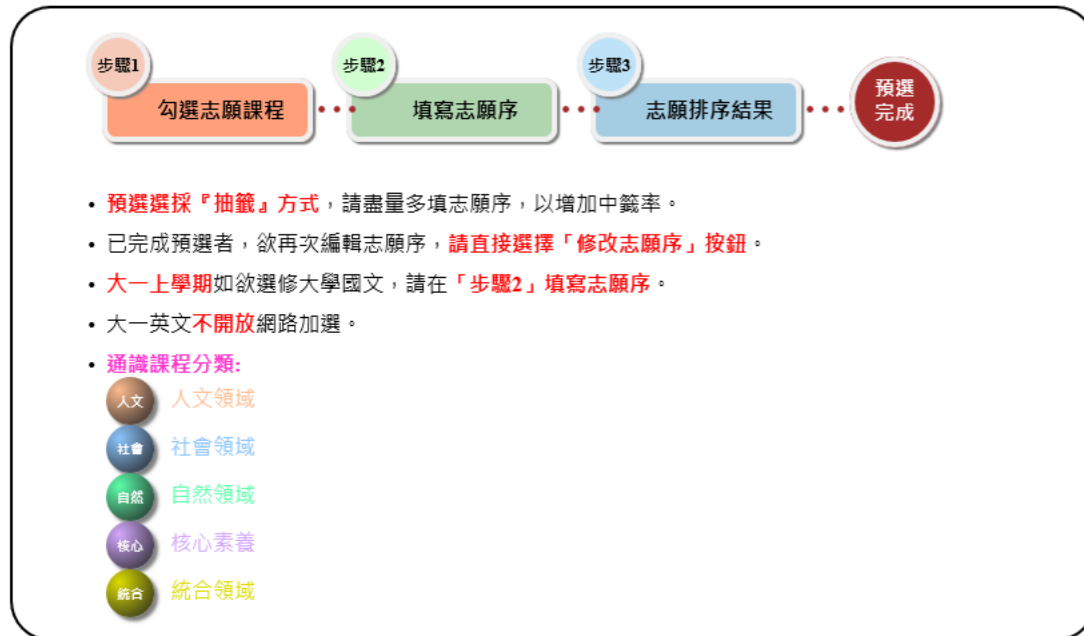 步驟1
步驟2
步驟3
勾選志願課程
填寫志願序
志願排序結果
預選
完成
• 預選選採『抽籤』方式，請盡量多填志願序，以增加中籤率。
• 已完成預選者，欲再次編輯志願序，請直接選擇「修改志願序」按鈕。
• 大一上學期如欲選修大學國文，請在「步驟2」填寫志願序。
• 大一英文不開放網路加選。
• 通識課程分類:
人文 人文領域
社會 社會領域
自然 自然領域
核心 核心素養
統合 統合領域